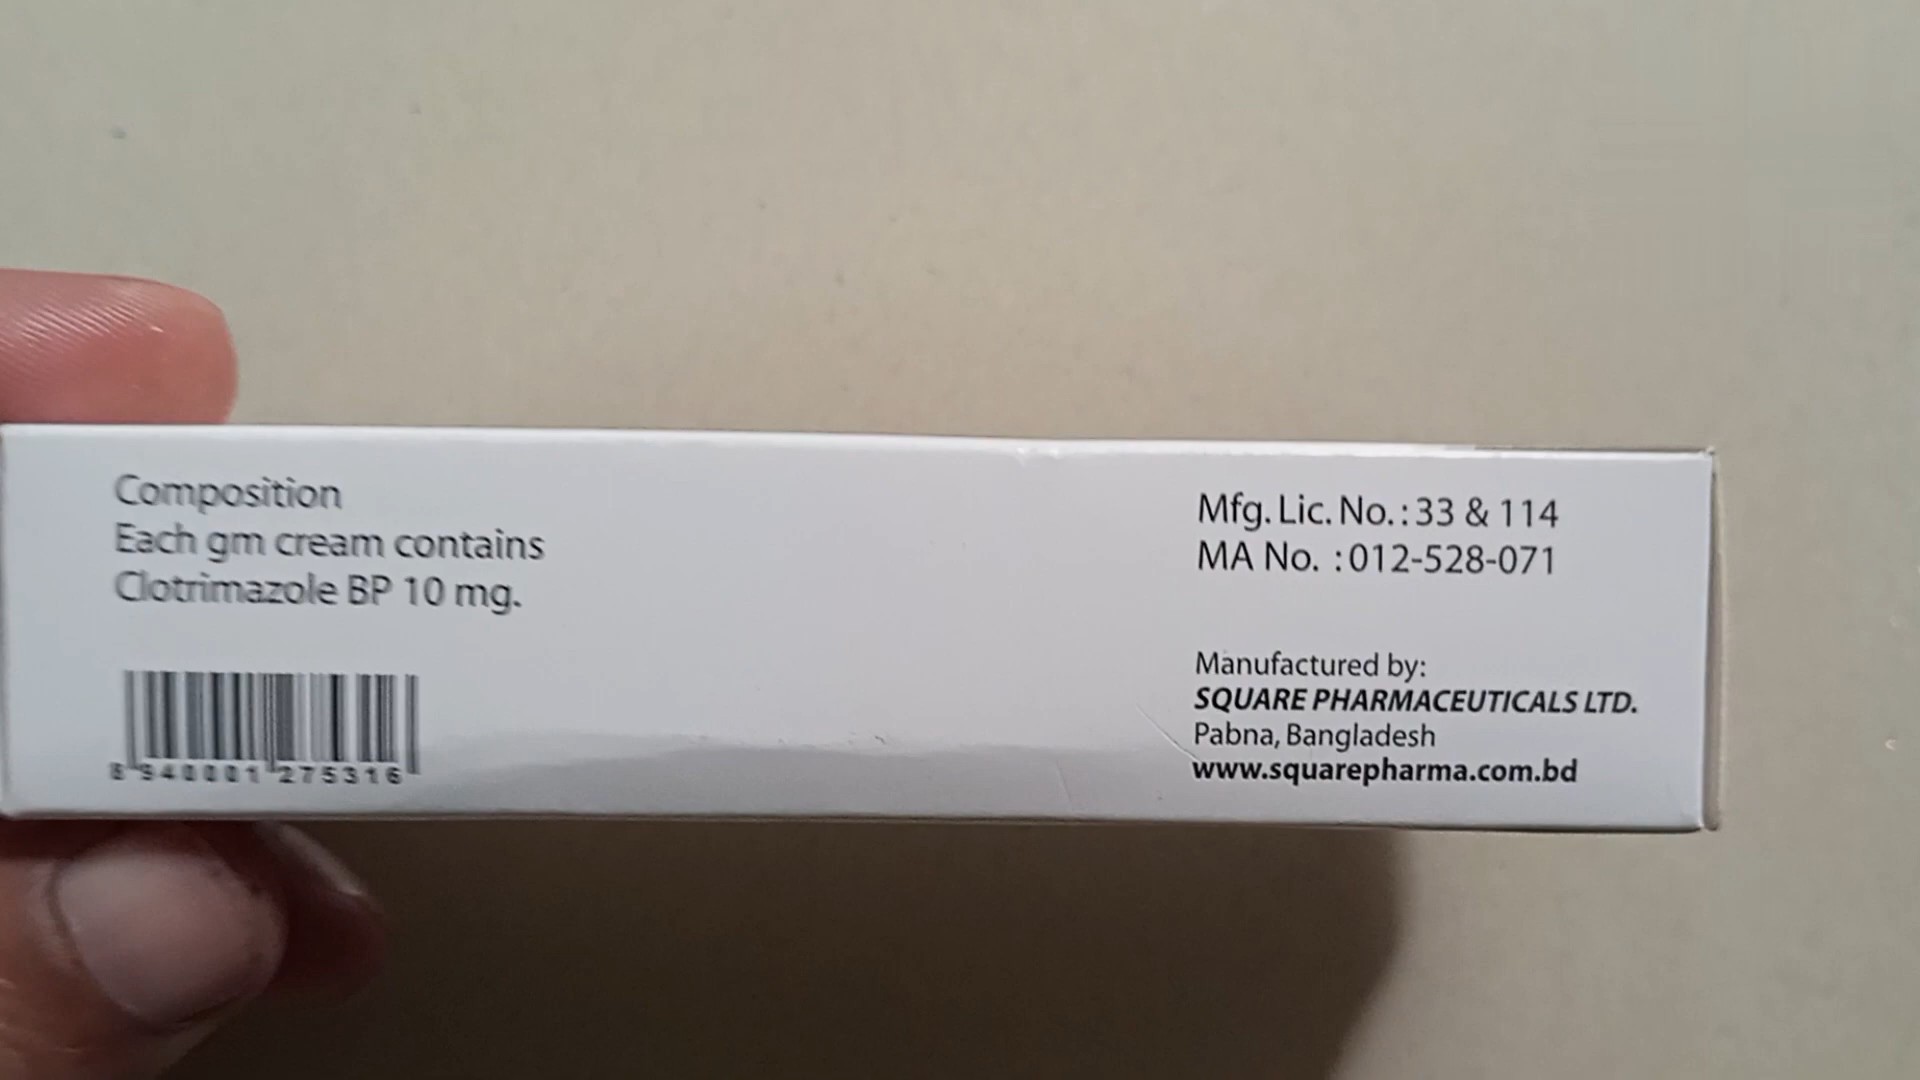 Composition
Each gm cream contains
Clotrimazole BP 10 mg.
8 940001 275316
Mfg. Lic. No. : 33 & 114
MA No. : 012-528-071
Manufactured by:
SQUARE PHARMACEUTICALS LTD.
Pabna, Bangladesh
www.squarepharma.com.bd